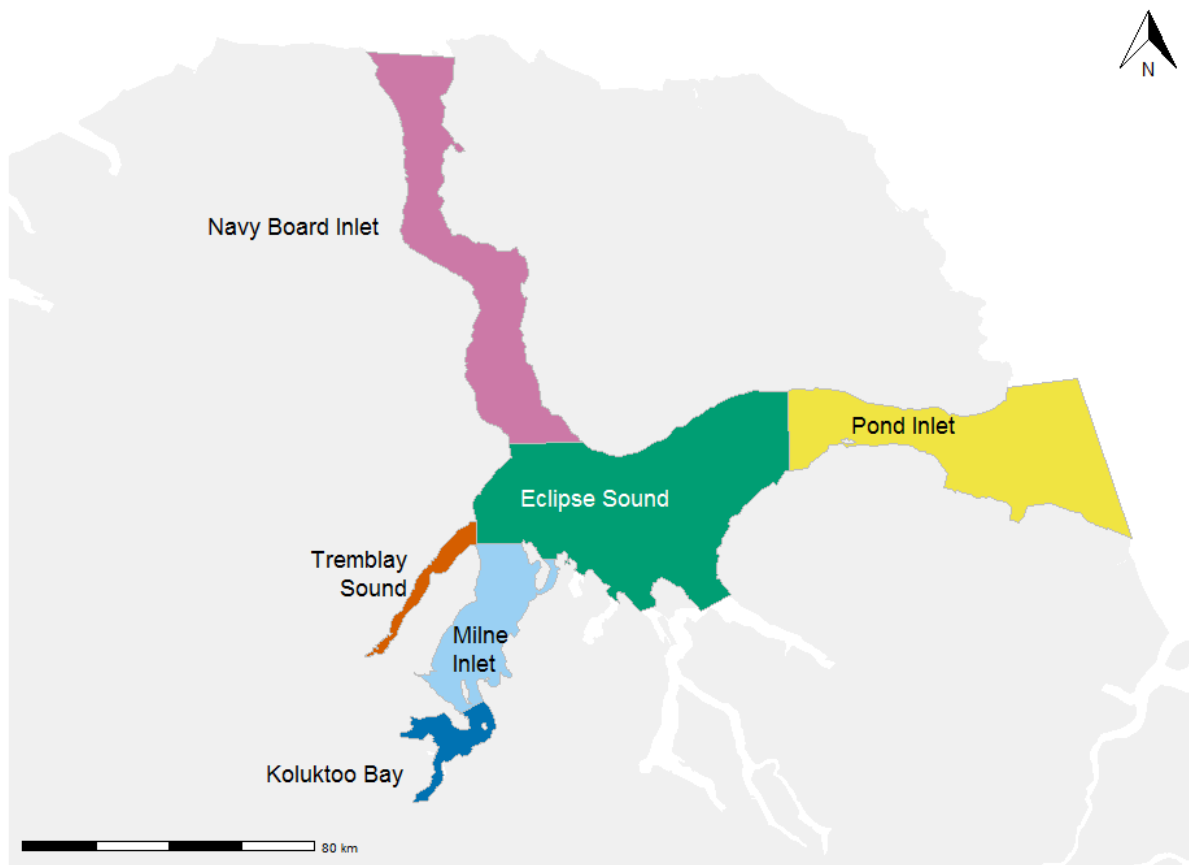 N
Navy Board Inlet
Pond Inlet
Eclipse Sound
Tremblay
Sound
Milne
Inlet
Koluktoo Bay
80 km